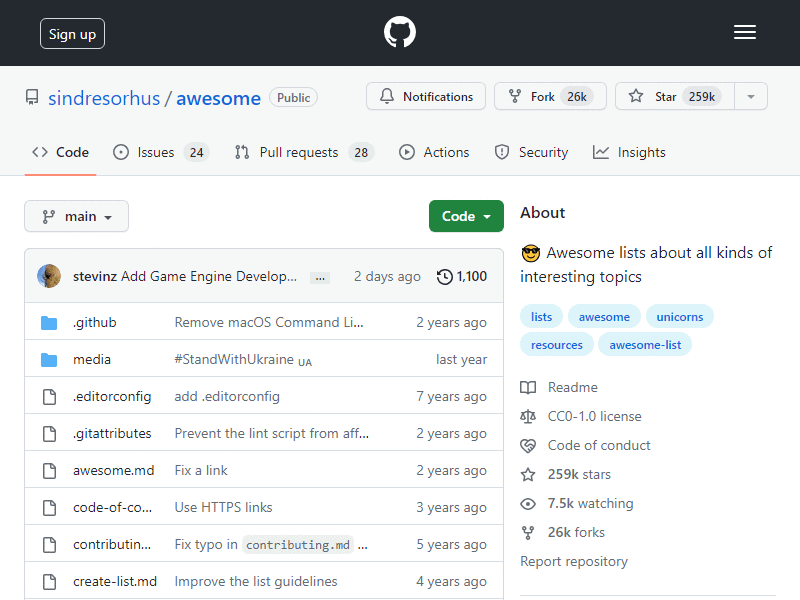 Sign up
sindresorhus / awesome Public
Notifications Fork 26k Star 259k
Code Issues 24 Pull requests 28 Actions Security Insights
main Code
stevinz Add Game Engine Develop... ... 2 days ago 1,100
.github Remove macOS Command Li... 2 years ago
media #StandWithUkraine UA last year
.editorconfig add .editorconfig 7 years ago
.gitattributes Prevent the lint script from aff... 2 years ago
awesome.md Fix a link 2 years ago
code-of-co... Use HTTPS links 3 years ago
contributin... Fix typo in contributing.md ... 5 years ago
create-list.md Improve the list guidelines 4 years ago
About
😎 Awesome lists about all kinds of
interesting topics
lists awesome unicorns
resources awesome-list
Readme
CC0-1.0 license
Code of conduct
259k stars
7.5k watching
26k forks
Report repository